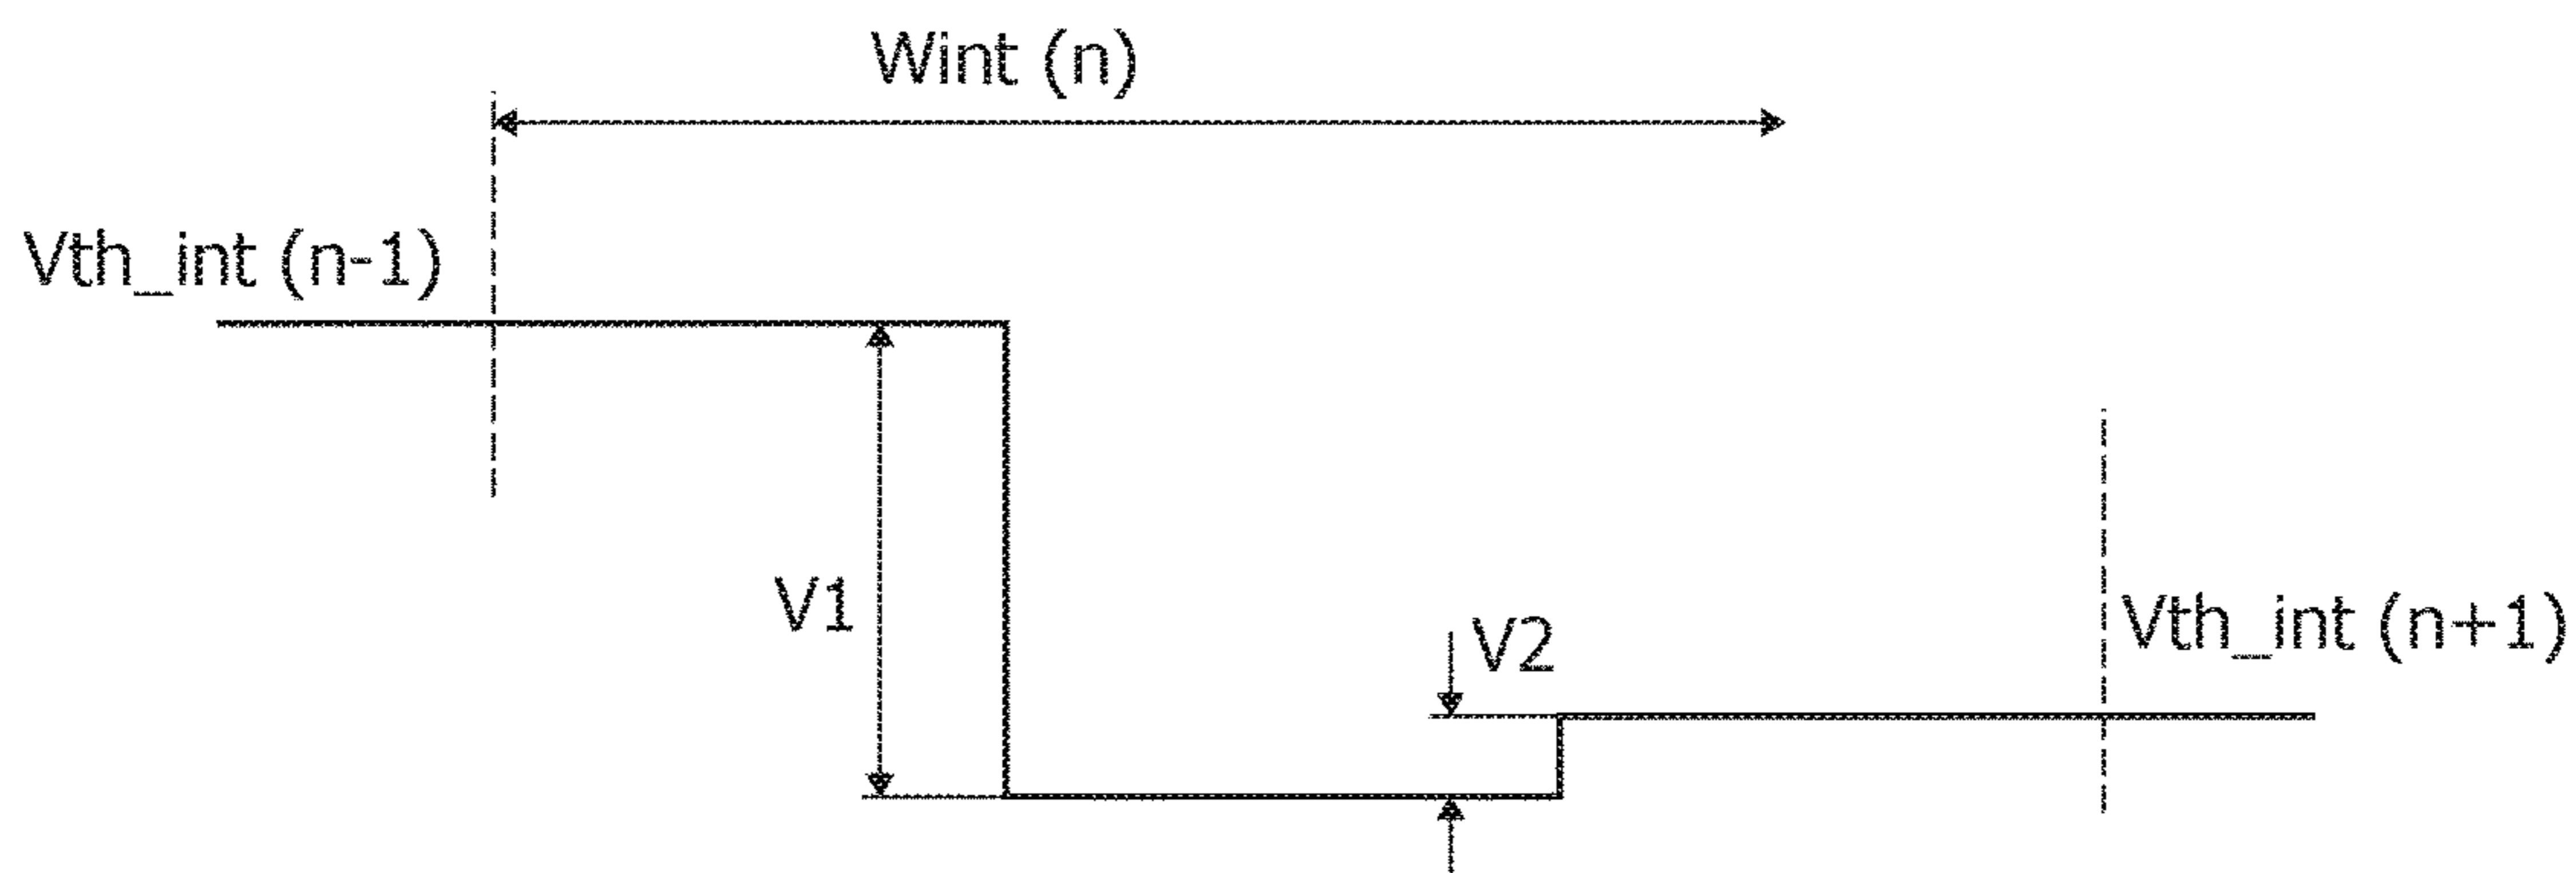 Wint (n)
Vth_int (n-1)
V1
V2
Vth_int (n+1)